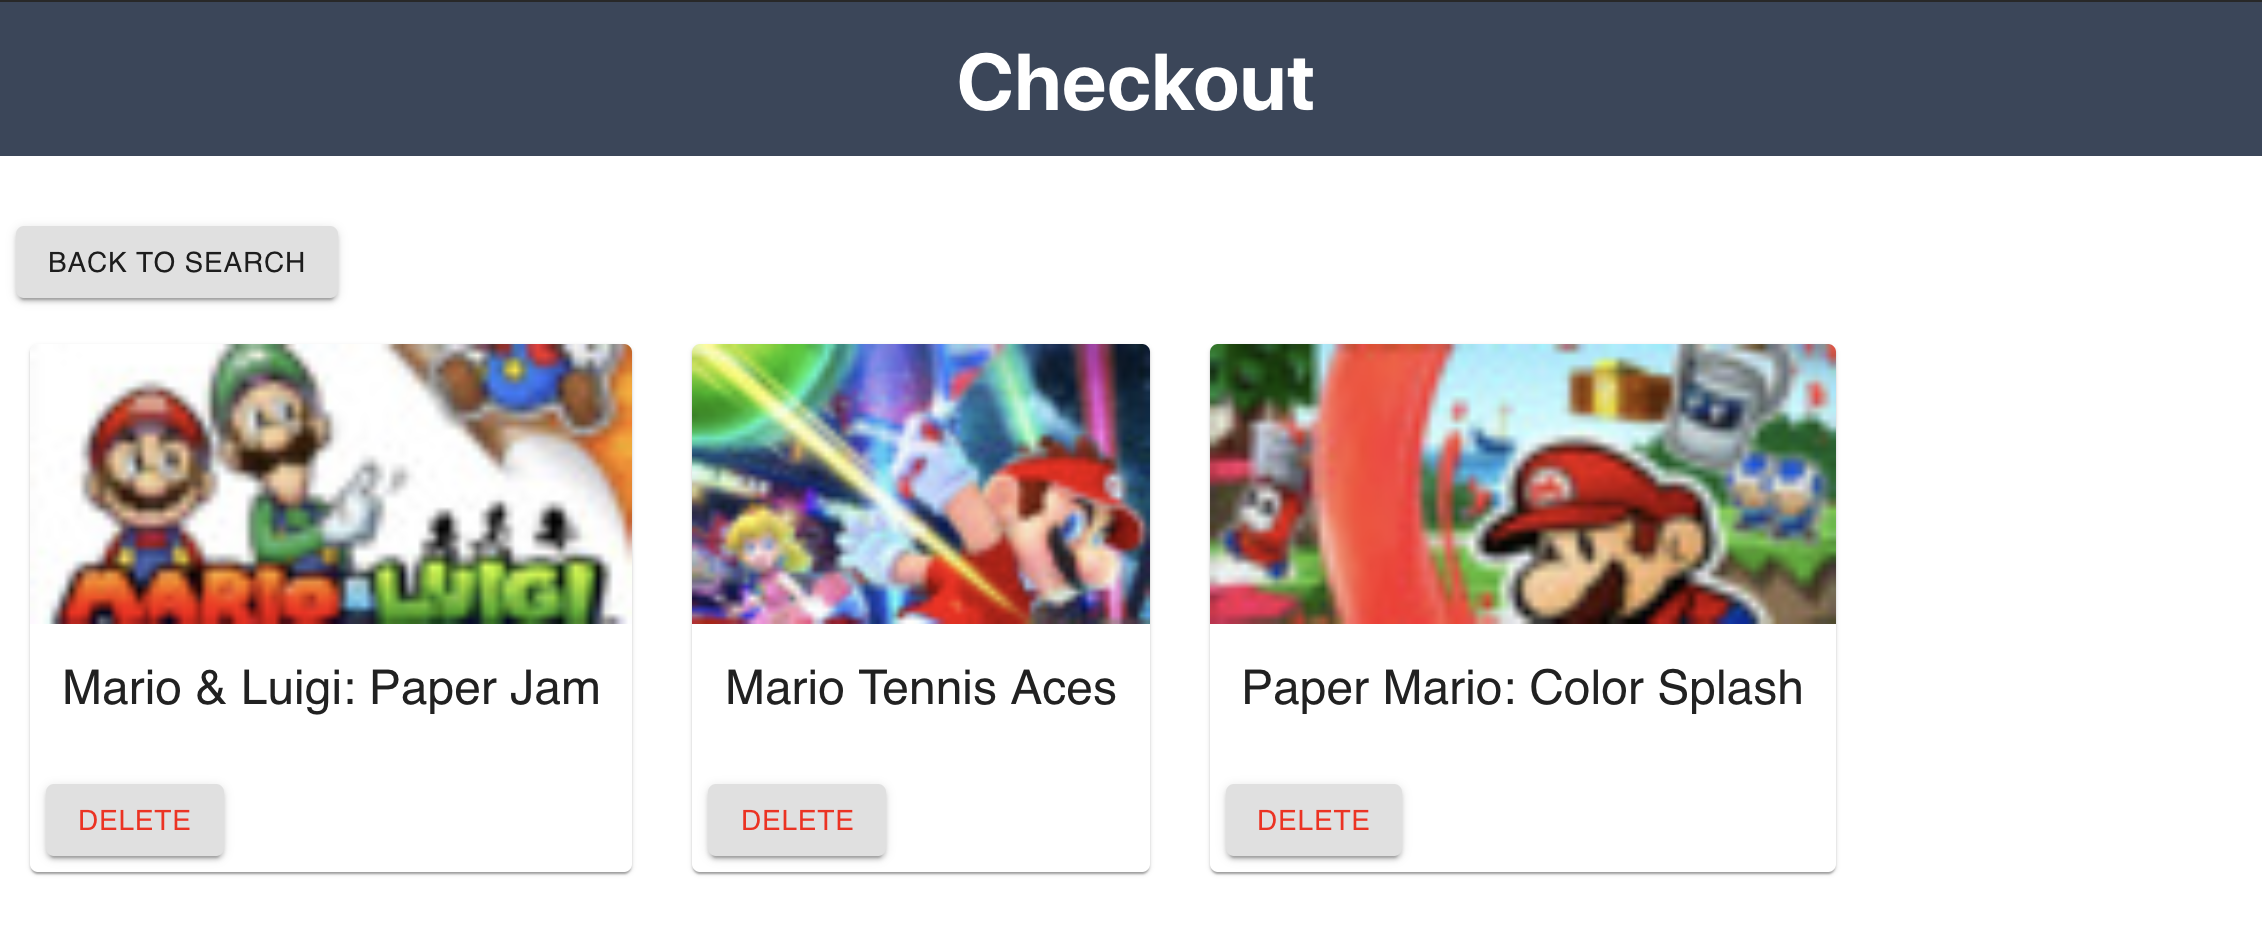 Checkout
BACK TO SEARCH
MARIO & LUIGI
Mario & Luigi: Paper Jam
Mario Tennis Aces
Paper Mario: Color Splash
DELETE
DELETE
DELETE